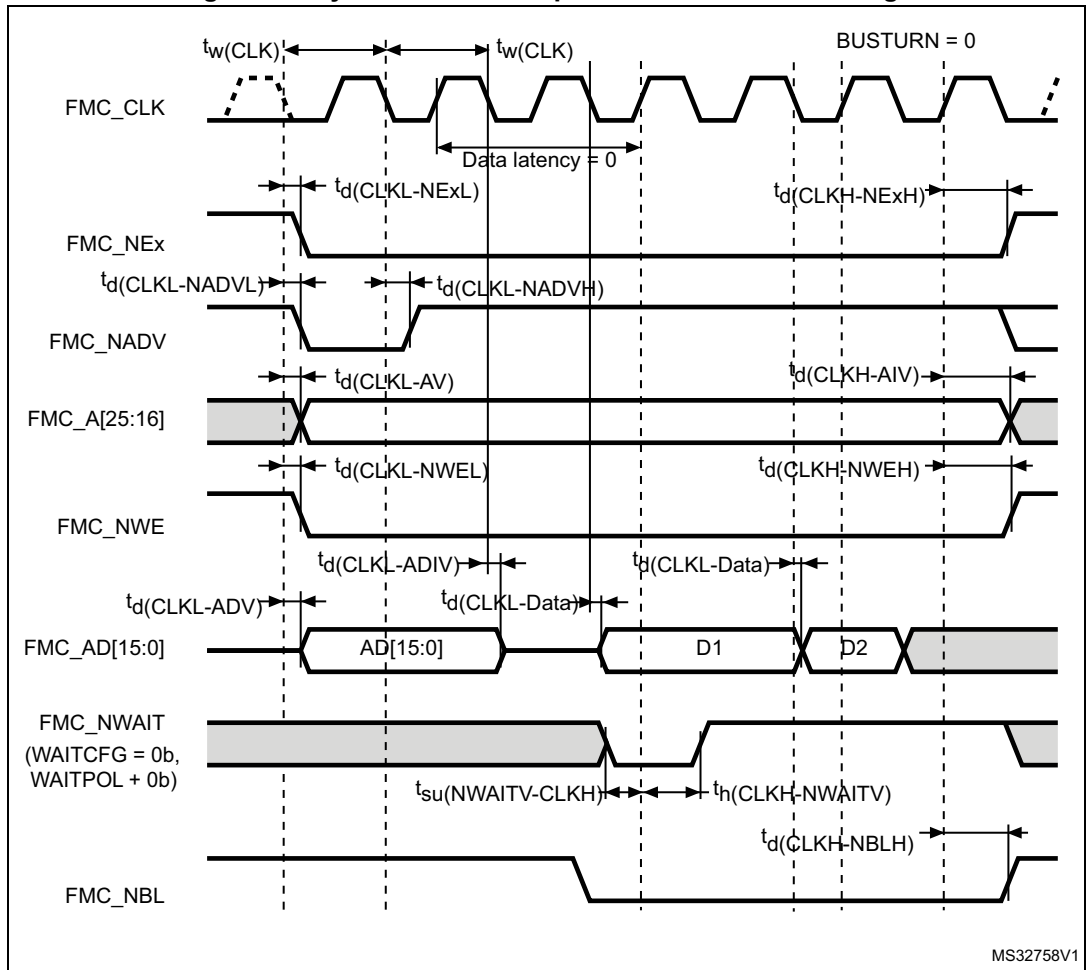 BUSTURN = 0
tw(CLK) tw(CLK)
FMC_CLK
Data latency = 0
td(CLKL-NExL) td(CLKH-NExH)
FMC_NEx
td(CLKL-NADVL) td(CLKL-NADVH)
FMC_NADV
td(CLKL-AV) td(CLKH-AIV)
FMC_A[25:16]
td(CLKL-NWEL) td(CLKH-NWEH)
FMC_NWE
td(CLKL-ADIV) td(CLKL-Data)
td(CLKL-ADV) td(CLKL-Data)
FMC_AD[15:0] AD[15:0] D1 D2
FMC_NWAIT
(WAITCFG = 0b,
WAITPOL + 0b)
tsu(NWAITV-CLKH) th(CLKH-NWAITV)
td(CLKH-NBLH)
FMC_NBL
MS32758V1